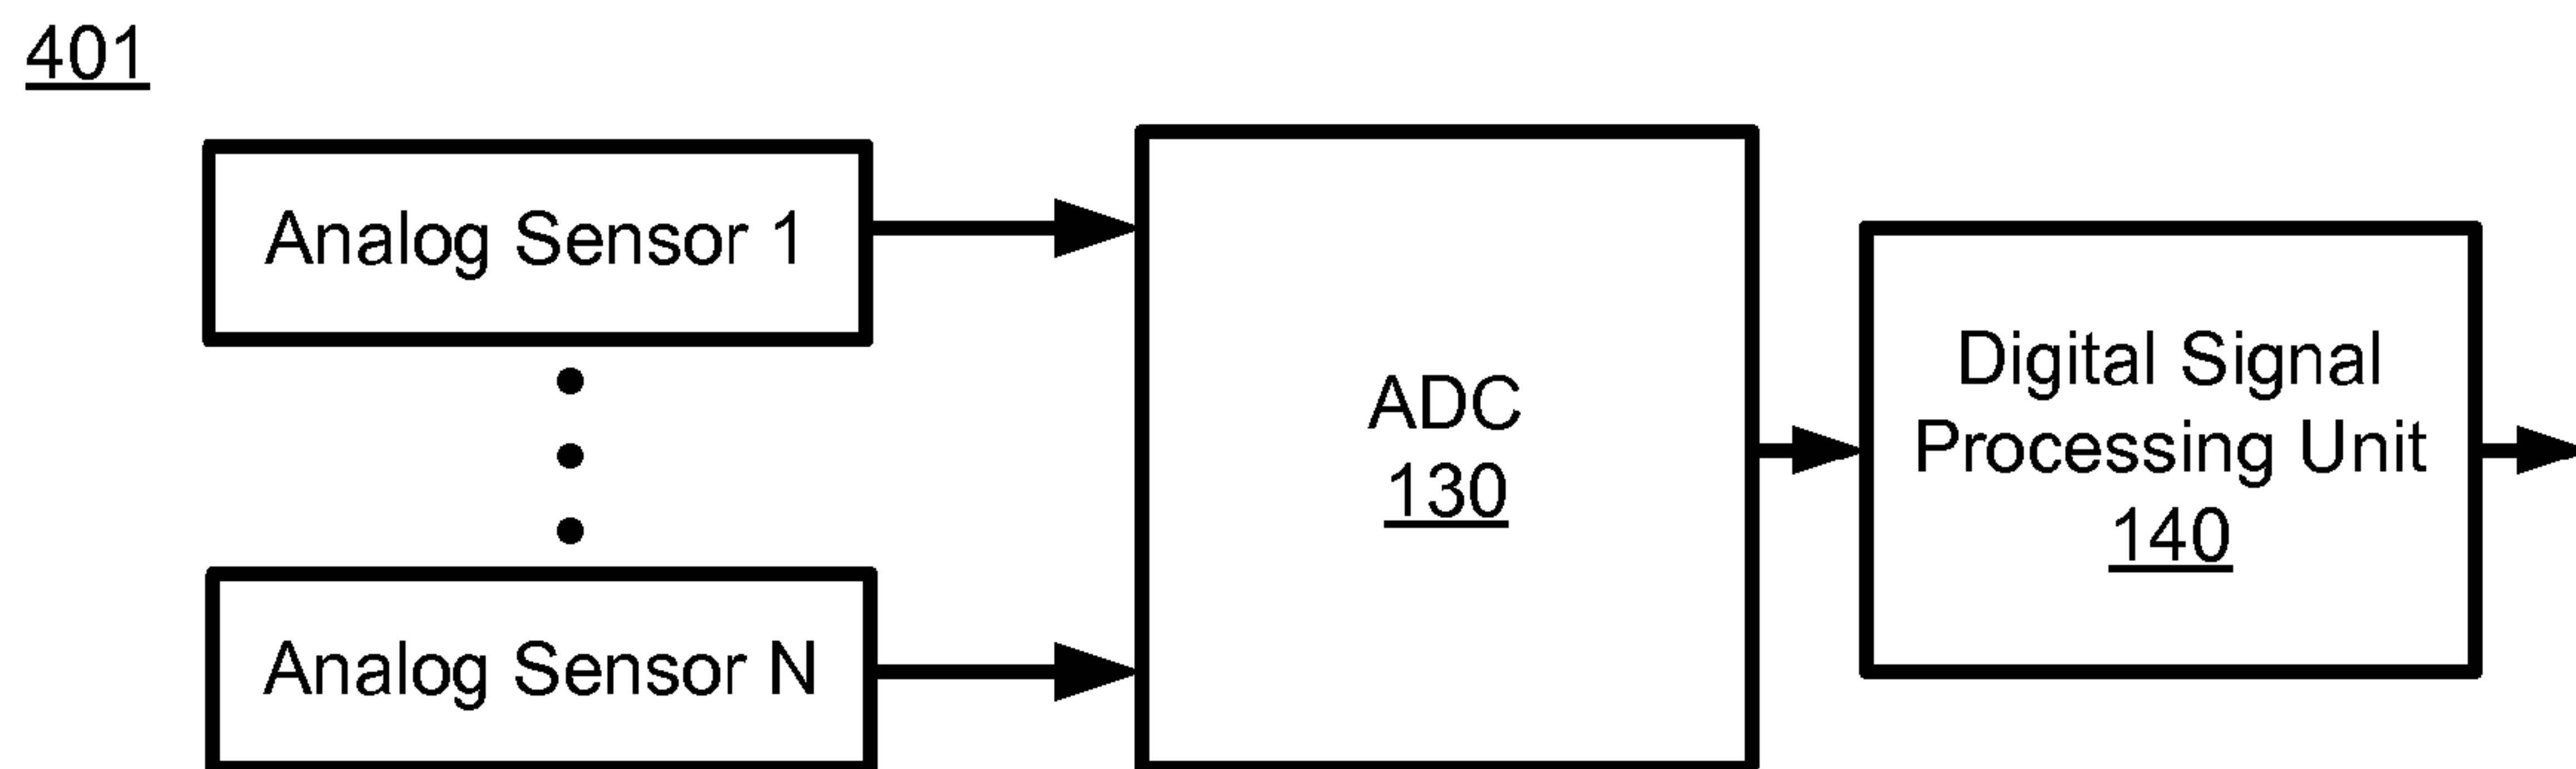 401
Analog Sensor 1
Analog Sensor N
ADC
130
Digital Signal
Processing Unit
140